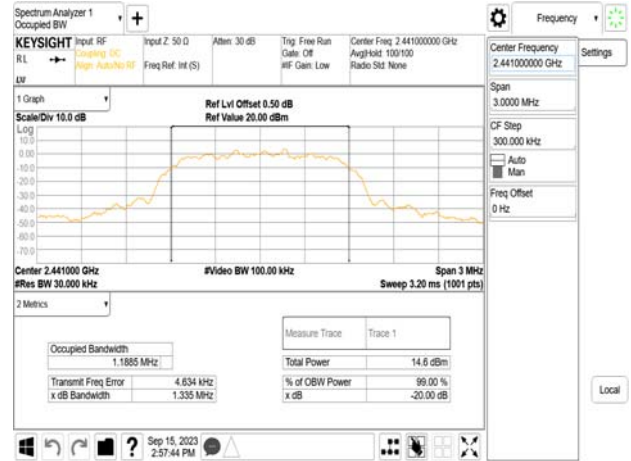 Spectrum Analyzer 1
Occupied BW
+
Frequency
KEYSIGHT
RL
Input: RF
Coupling: DC
Align: Auto/No RF
Input Z: 50 Ω
Freq Ref: Int (S)
Atten: 30 dB
Trig: Free Run
Gate: Off
#IF Gain: Low
Center Freq: 2.441000000 GHz
Avg|Hold: 100/100
Radio Std: None
Center Frequency
2.441000000 GHz
Settings
Span
3.0000 MHz
CF Step
300.000 kHz
Auto
Man
Freq Offset
0 Hz
Local
1 Graph
Scale/Div 10.0 dB
Ref Lvl Offset 0.50 dB
Ref Value 20.00 dBm
Log
10.0
0.00
-10.0
-20.0
-30.0
-40.0
-50.0
-60.0
-70.0
Center 2.441000 GHz
#Video BW 100.00 kHz
Span 3 MHz
#Res BW 30.000 kHz
Sweep 3.20 ms (1001 pts)
2 Metrics
Measure Trace
Trace 1
Occupied Bandwidth
1.1885 MHz
Total Power
14.6 dBm
Transmit Freq Error
4.634 kHz
% of OBW Power
99.00 %
x dB Bandwidth
1.335 MHz
x dB
-20.00 dB
?
Sep 15, 2023
2:57:44 PM